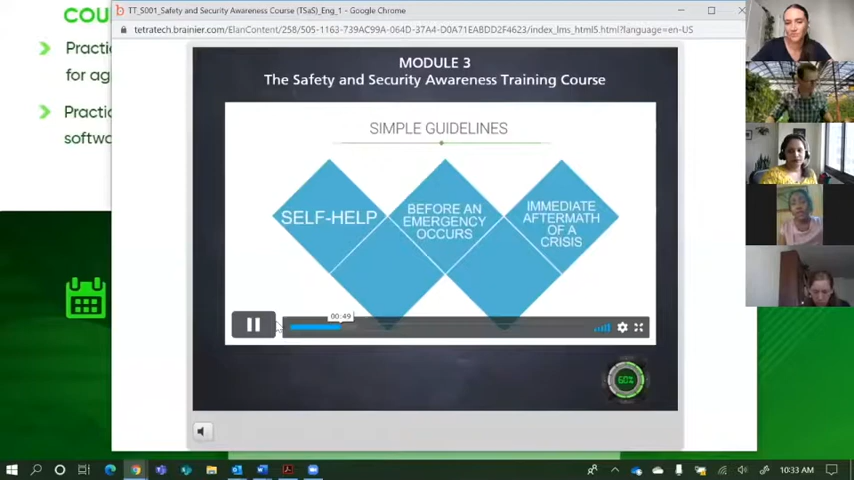 TT_S001_Safety and Security Awareness Course (TSaS)_Eng_1 - Google Chrome
tetratech.brainier.com/ElanContent/258/505-1163-739AC99A-064D-37A4-D0A71EABDD2F4623/index_lms_html5.html?language=en-US
COU
Practic
for ag
Practic
softwa
MODULE 3
The Safety and Security Awareness Training Course
SIMPLE GUIDELINES
SELF-HELP
BEFORE AN
EMERGENCY
OCCURS
IMMEDIATE
AFTERMATH
OF A
CRISIS
00:49
60%
10:33 AM